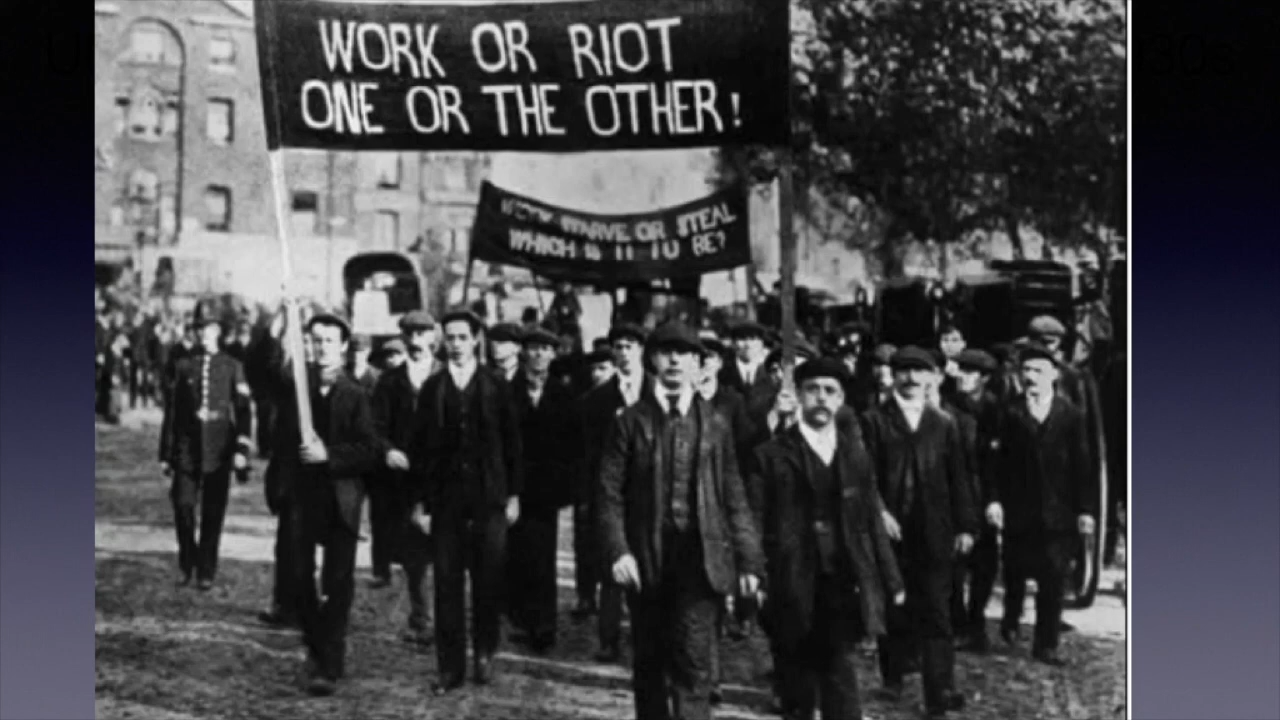 WORK OR RIOT
ONE OR THE OTHER!
STARVE OR STEAL
WHICH IS IT TO BE?